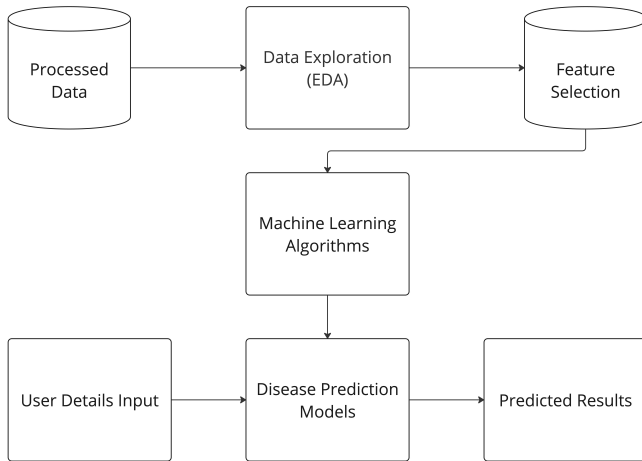 Processed
Data
Data Exploration
(EDA)
Feature
Selection
Machine Learning
Algorithms
User Details Input
Disease Prediction
Models
Predicted Results